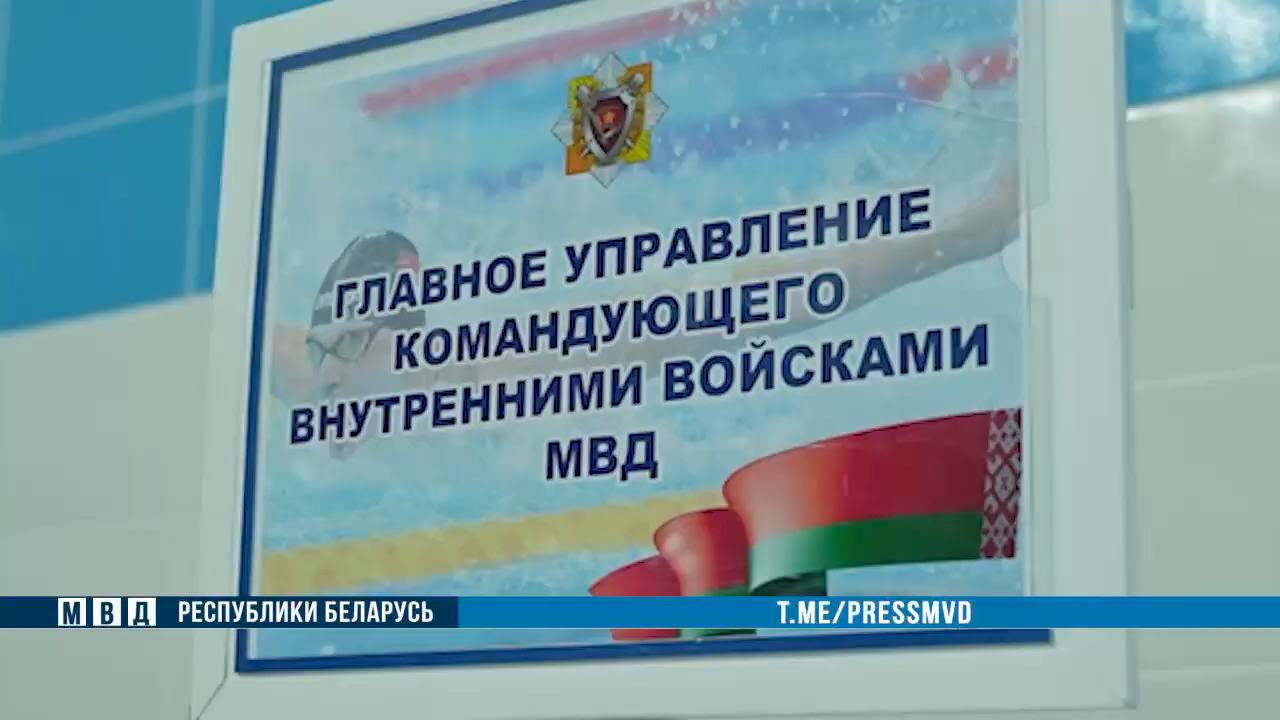 ГЛАВНОЕ УПРАВЛЕНИЕ
КОМАНДУЮЩЕГО
ВНУТРЕННИМИ ВОЙСКАМИ
МВД
МВД РЕСПУБЛИКИ БЕЛАРУСЬ
T.ME/PRESSMVD